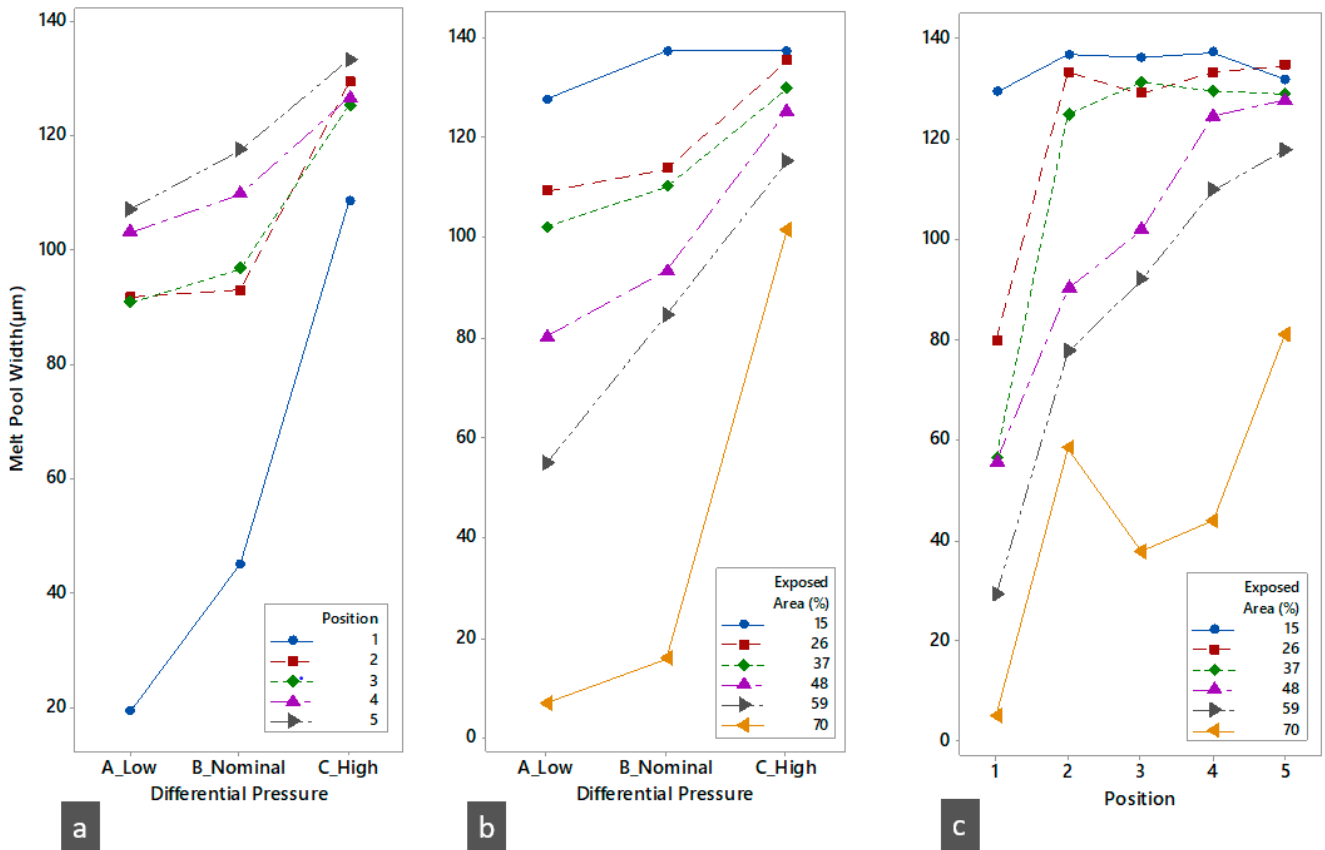 Melt Pool Width(µm)
140
120
100
80
60
40
20
A_Low B_Nominal C_High
Differential Pressure
Position
1
2
3
4
5
a
140
120
100
80
60
40
20
0
A_Low B_Nominal C_High
Differential Pressure
Exposed
Area (%)
15
26
37
48
59
70
b
140
120
100
80
60
40
20
0
1 2 3 4 5
Position
Exposed
Area (%)
15
26
37
48
59
70
c